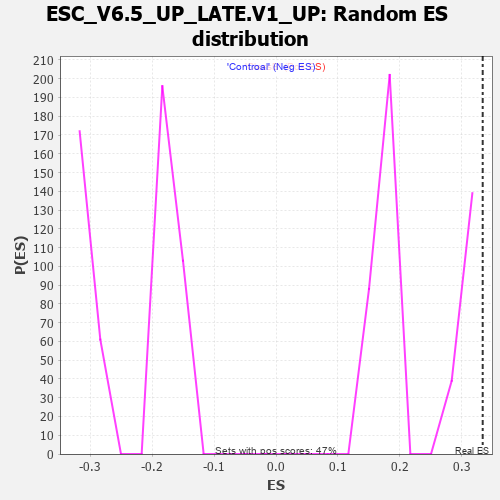 ESC_V6.5_UP_LATE.V1_UP: Random ES
distribution
'Controal' (Neg ES) S)
210
200
190
180
170
160
150
140
130
120
110
100
90
80
70
60
50
40
30
20
10
0
P(ES)
Sets with pos scores: 47%
Real ES
-0.3 -0.2 -0.1 0.0 0.1 0.2 0.3
ES